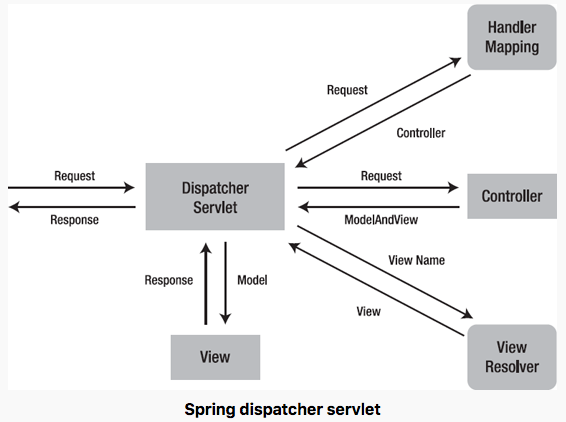 Handler
Mapping
Request
Controller
Request
Response
Dispatcher
Servlet
Request
ModelAndView
Controller
View Name
View
Response
Model
View
View
Resolver
Spring dispatcher servlet